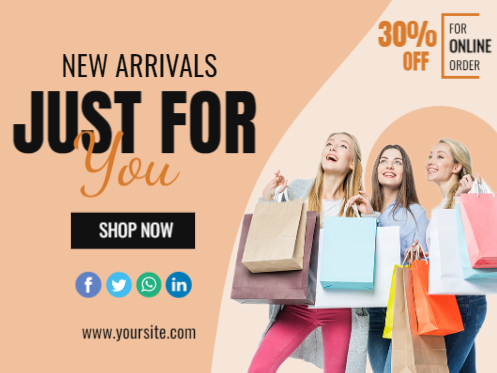 NEW ARRIVALS
JUST FOR
You
SHOP NOW
www.yoursite.com
30%
OFF
FOR
ONLINE
ORDER